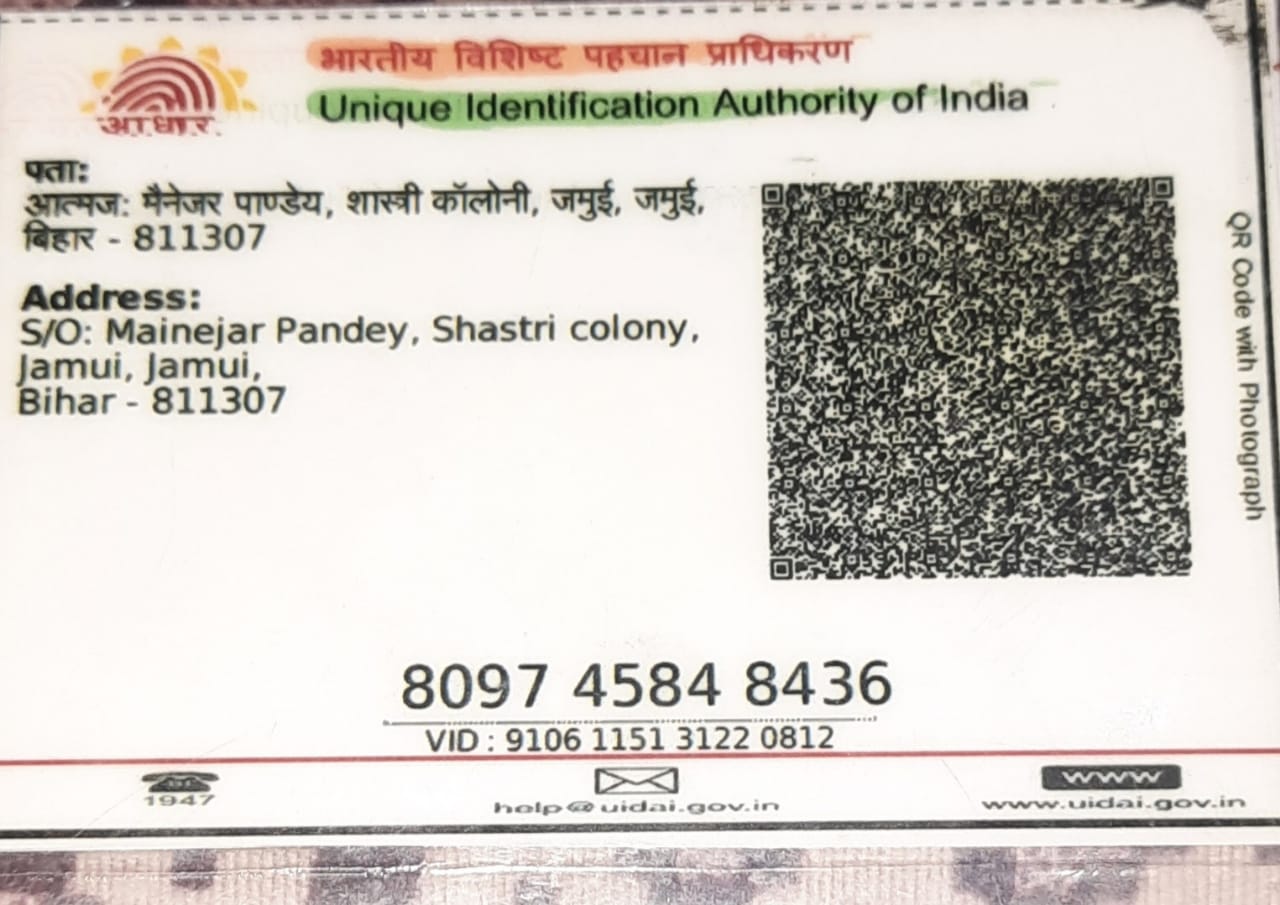 भारतीय विशिष्ट पहचान प्राधिकरण
Unique Identification Authority of India
आधार
पता:
आत्मज: मैनेजर पाण्डेय, शास्त्री कॉलोनी, जमुई, जमुई,
बिहार - 811307
Address:
S/O: Mainejar Pandey, Shastri colony,
Jamui, Jamui,
Bihar - 811307
QR Code with Photograph
8097 4584 8436
VID : 9106 1151 3122 0812
1947
help@uidai.gov.in
www
www.uidai.gov.in